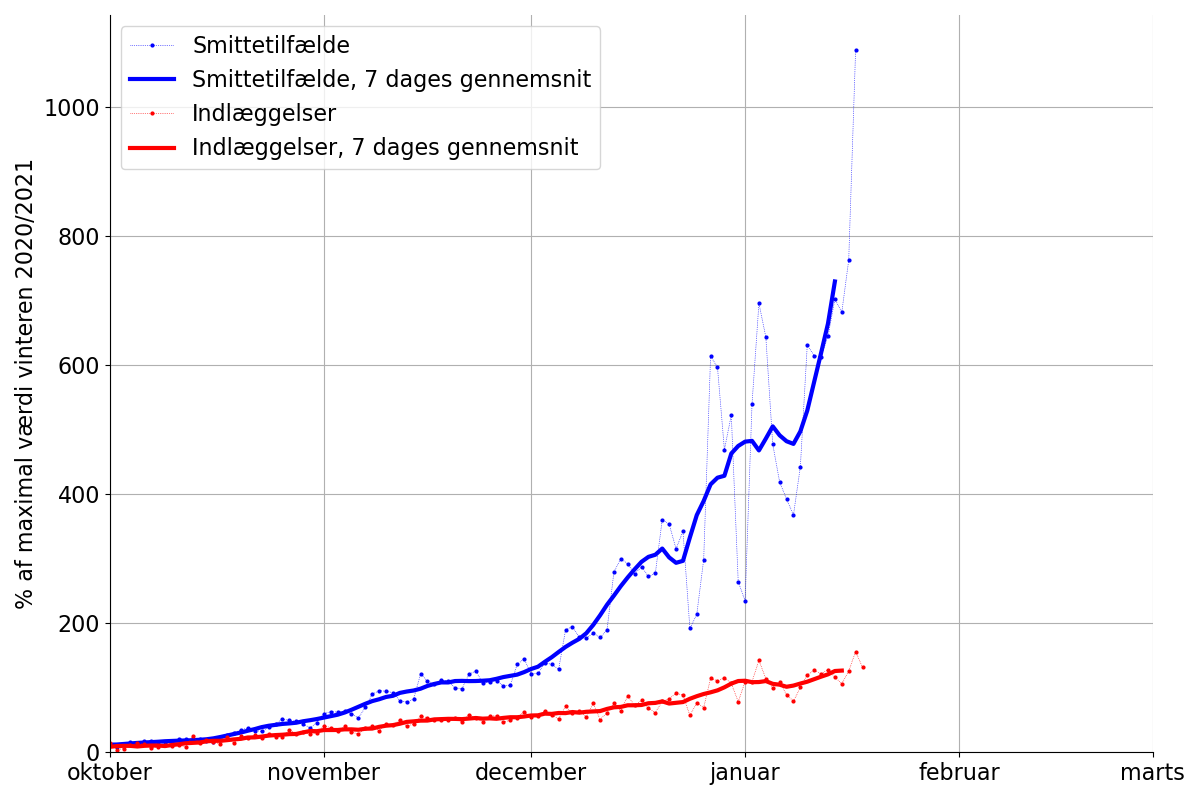 Smittetilfælde
Smittetilfælde, 7 dages gennemsnit
Indlæggelser
Indlæggelser, 7 dages gennemsnit
% af maximal værdi vinteren 2020/2021
1000
800
600
400
200
0
oktober november december januar februar marts